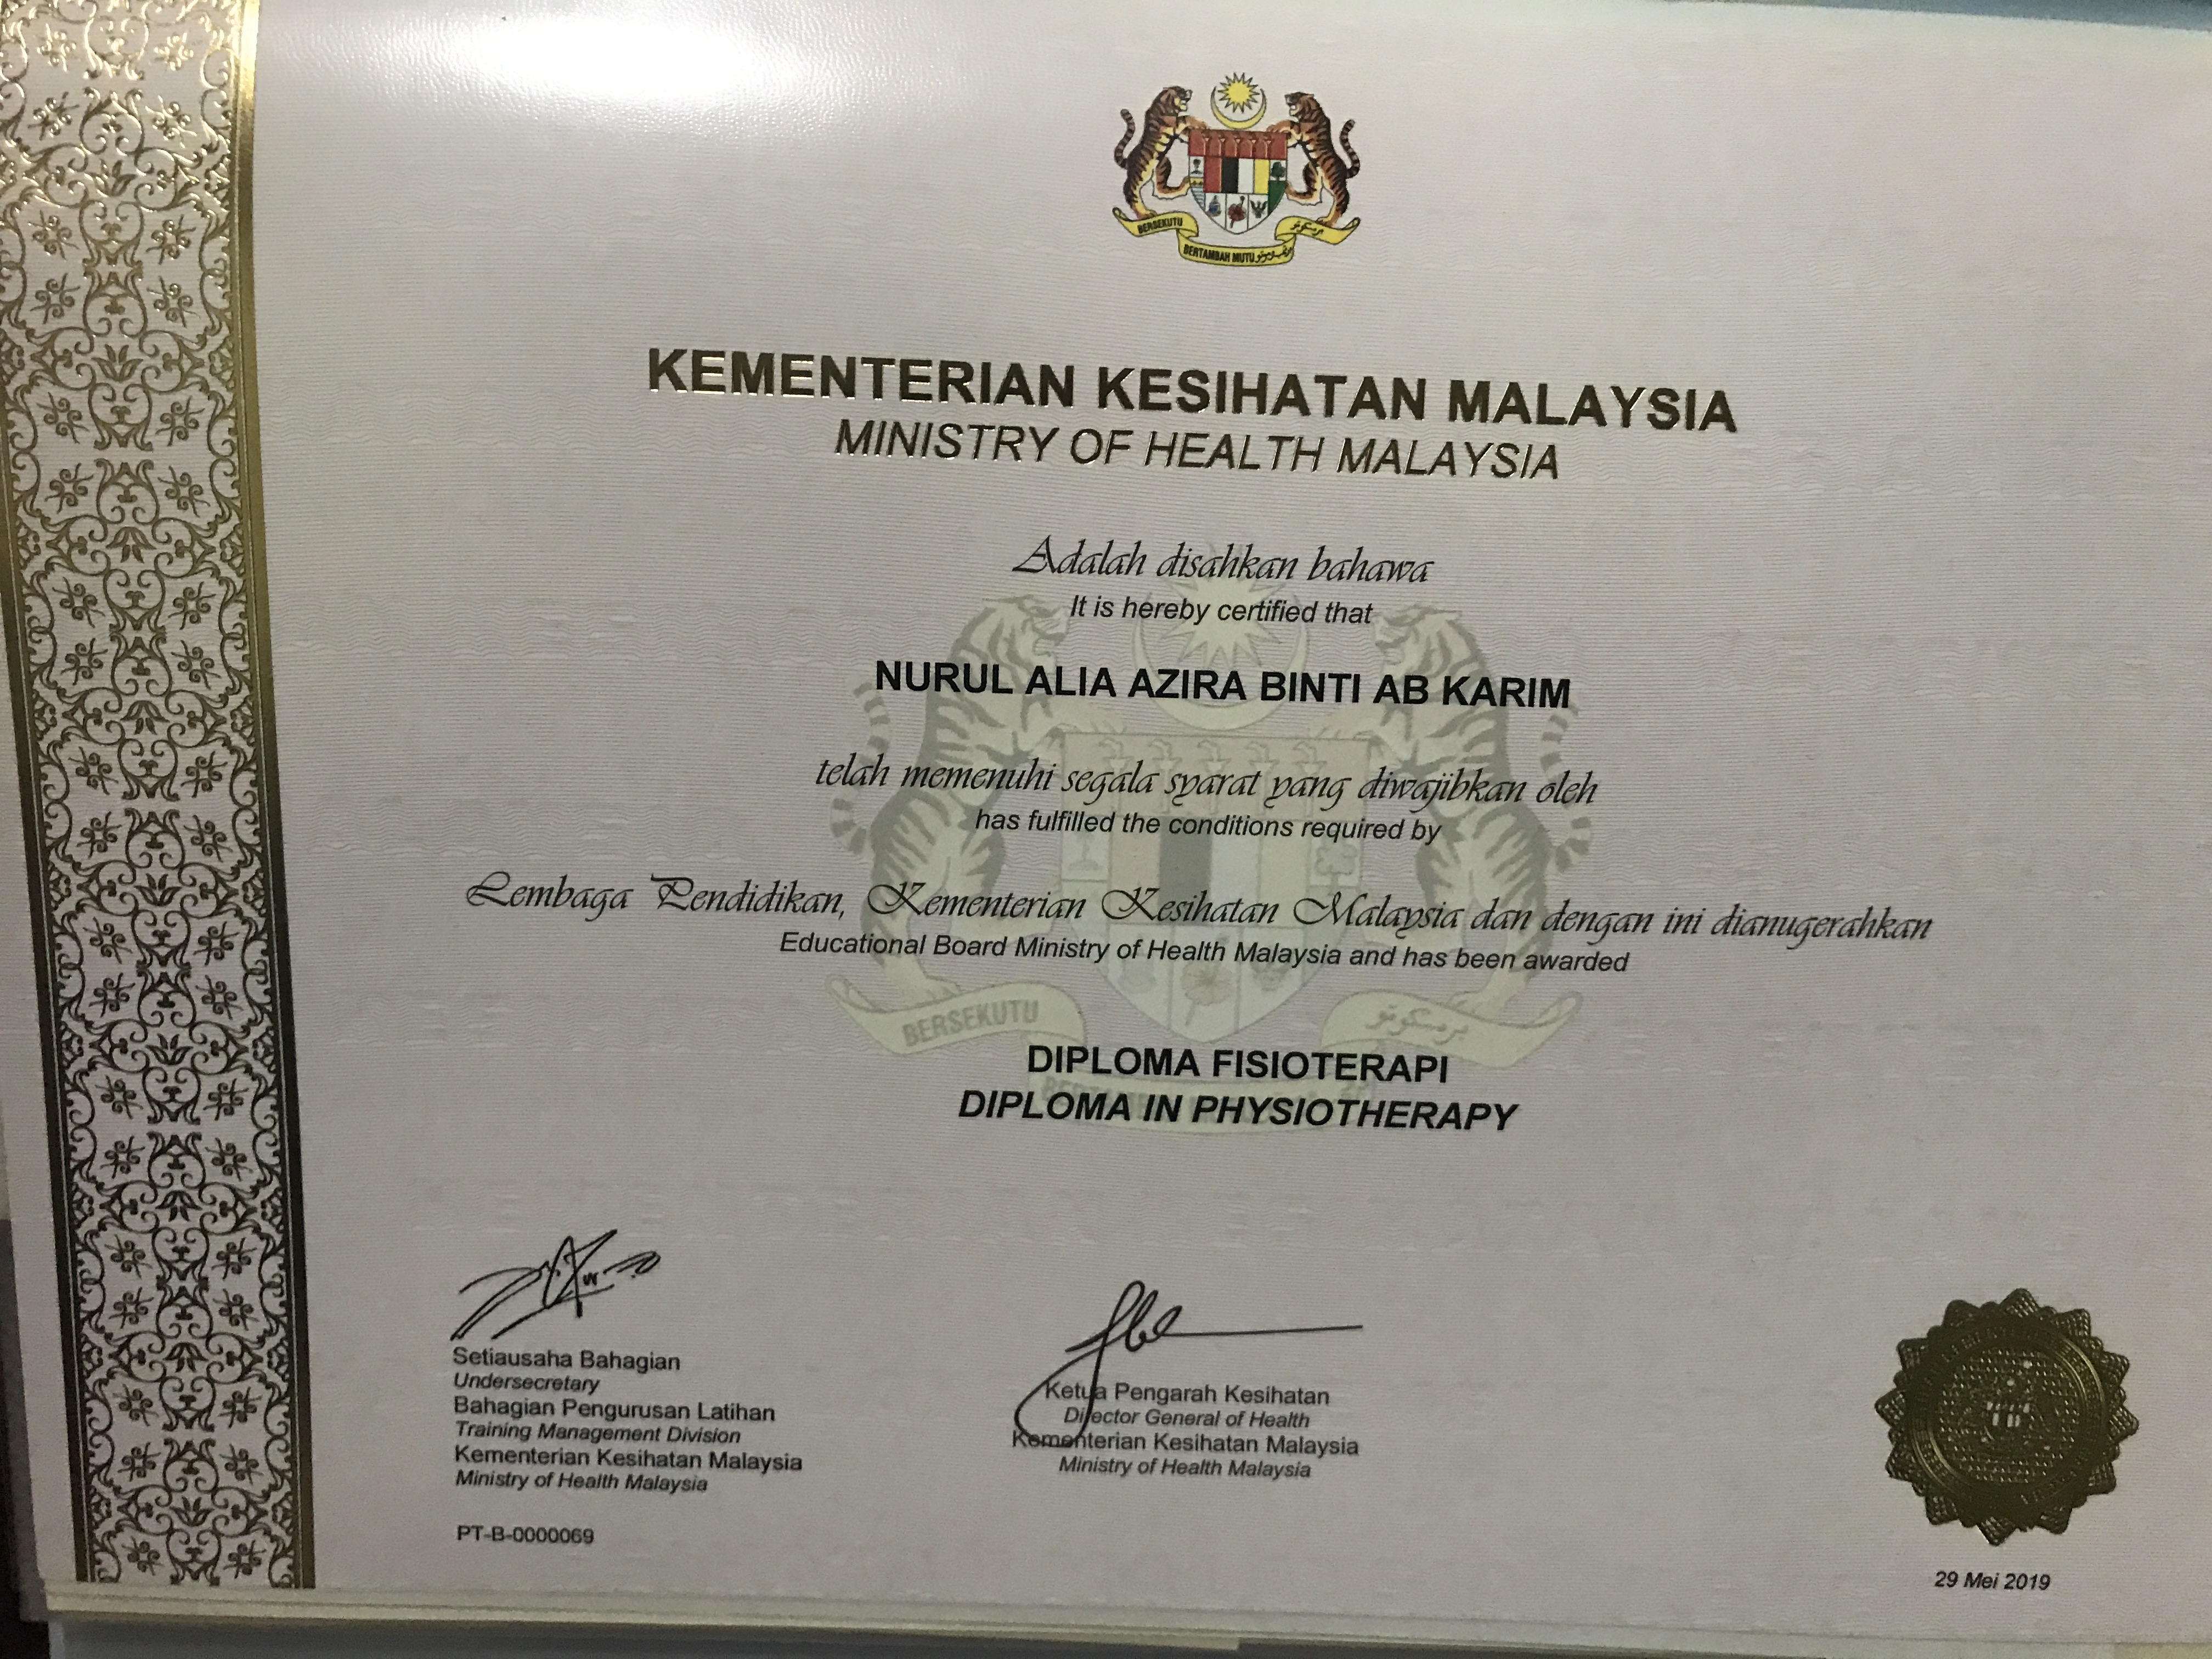 BERSEKUTU
BERTAMBAH MUTU
KEMENTERIAN KESIHATAN MALAYSIA
MINISTRY OF HEALTH MALAYSIA
Adalah disahkan bahawa
It is hereby certified that
NURUL ALIA AZIRA BINTI AB KARIM
telah memenuhi segala syarat yang diwajibkan oleh
has fulfilled the conditions required by
Lembaga Pendidikan, Kementerian Kesihatan Malaysia dan dengan ini dianugerahkan
Educational Board Ministry of Health Malaysia and has been awarded
BERSEKUTU
DIPLOMA FISIOTERAPI
DIPLOMA IN PHYSIOTHERAPY
Setiausaha Bahagian
Undersecretary
Bahagian Pengurusan Latihan
Training Management Division
Kementerian Kesihatan Malaysia
Ministry of Health Malaysia
PT-B-0000069
Ketua Pengarah Kesihatan
Director General of Health
Kementerian Kesihatan Malaysia
Ministry of Health Malaysia
29 Mei 2019